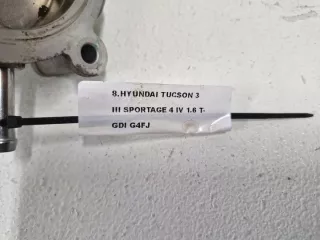 8.HYUNDAI TUCSON 3
III SPORTAGE 4 IV 1.6 T-
GDI G4FJ